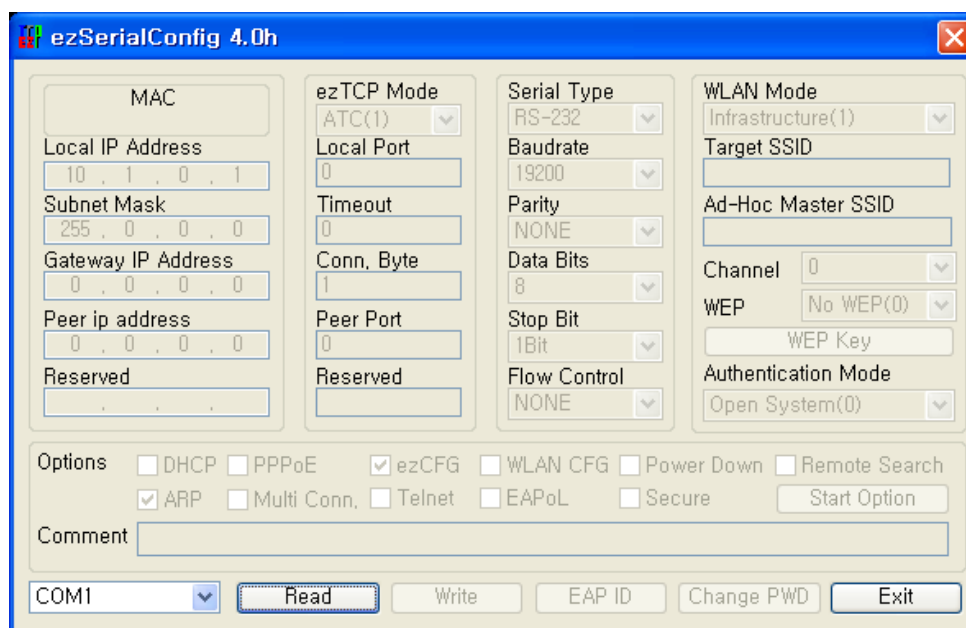 ezSerialConfig 4.0h
MAC
Local IP Address
10 . 1 . 0 . 1
Subnet Mask
255 . 0 . 0 . 0
Gateway IP Address
0 . 0 . 0 . 0
Peer ip address
0 . 0 . 0 . 0
Reserved
. . .
ezTCP Mode
ATC(1)
Local Port
0
Timeout
0
Conn. Byte
1
Peer Port
0
Reserved
Serial Type
RS-232
Baudrate
19200
Parity
NONE
Data Bits
8
Stop Bit
1Bit
Flow Control
NONE
WLAN Mode
Infrastructure(1)
Target SSID
Ad-Hoc Master SSID
Channel 0
WEP No WEP(0)
WEP Key
Authentication Mode
Open System(0)
Options DHCP PPPoE ezCFG WLAN CFG Power Down Remote Search
ARP Multi Conn. Telnet EAPoL Secure Start Option
Comment
COM1 Read Write EAP ID Change PWD Exit